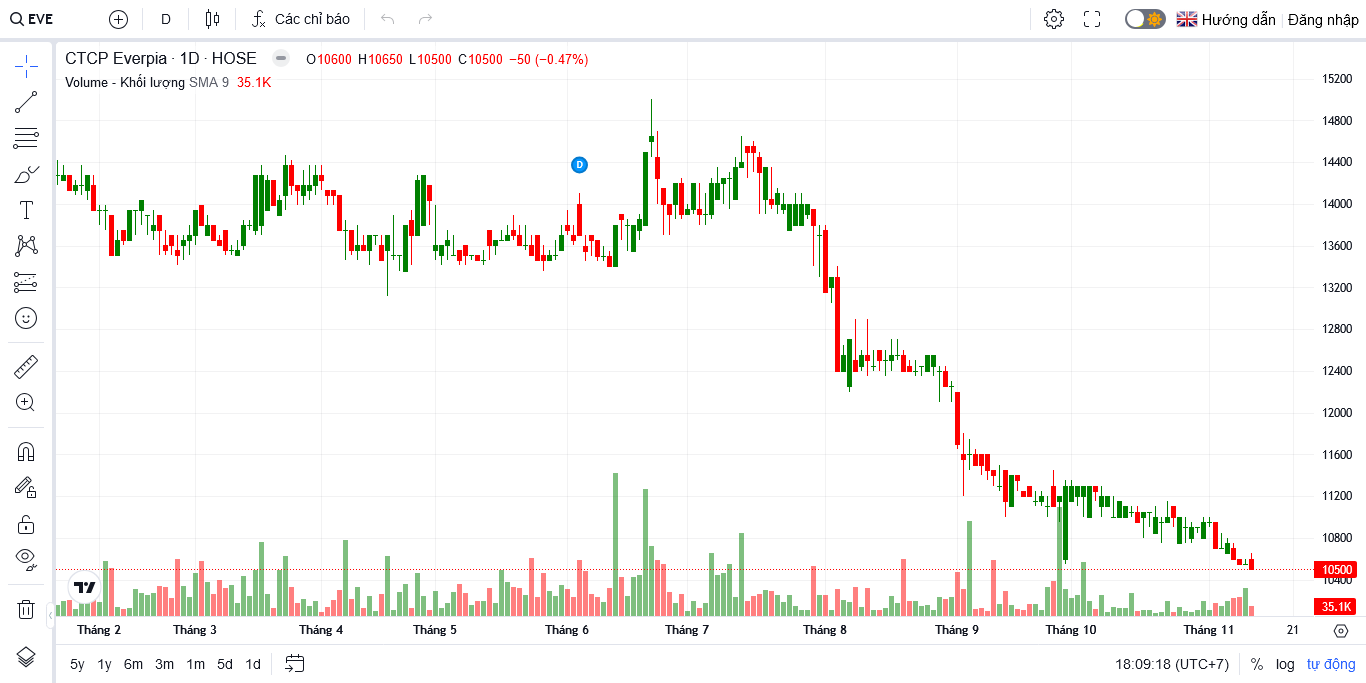 EVE D Các chỉ báo Hướng dẫn Đăng nhập
CTCP Everpia · 1D · HOSE O10600 H10650 L10500 C10500 −50 (−0.47%)
Volume - Khối lượng SMA 9 35.1K
D
15200
14800
14400
14000
13600
13200
12800
12400
12000
11600
11200
10800
10500
10400
35.1K
Tháng 2 Tháng 3 Tháng 4 Tháng 5 Tháng 6 Tháng 7 Tháng 8 Tháng 9 Tháng 10 Tháng 11 21
5y 1y 6m 3m 1m 5d 1d 18:09:18 (UTC+7) % log tự động